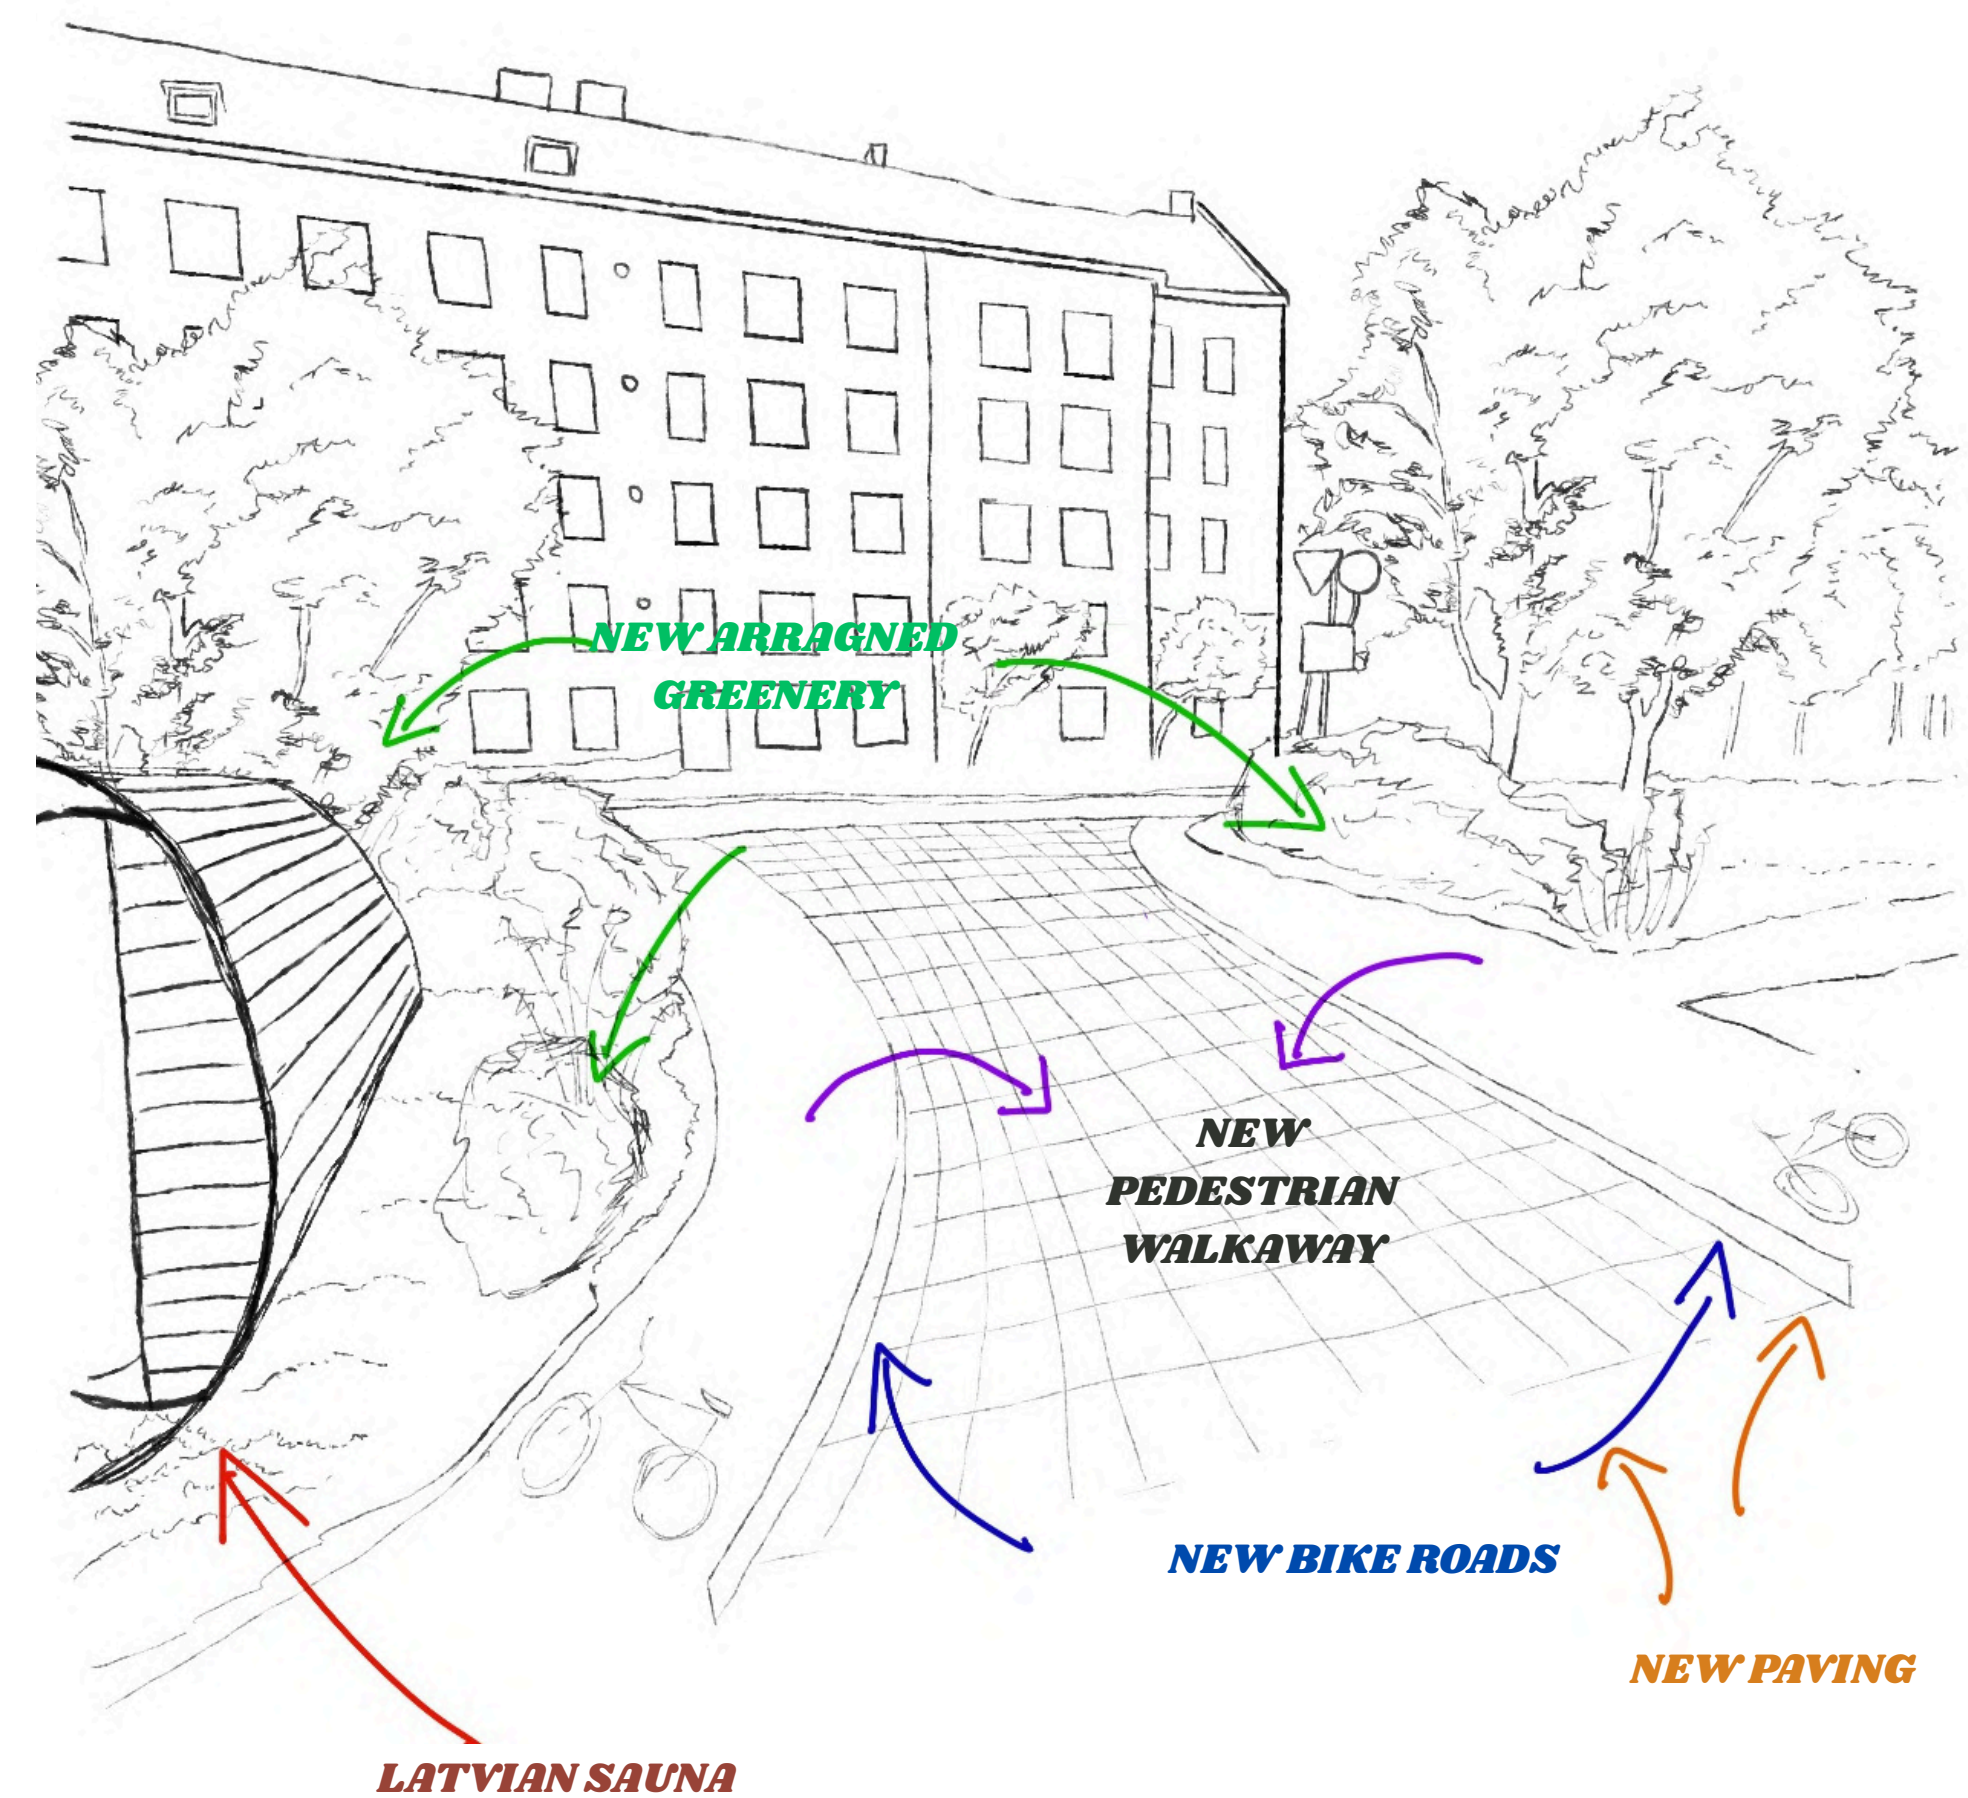 NEW ARRAGNED
GREENERY
NEW
PEDESTRIAN
WALKAWAY
NEW BIKE ROADS
NEW PAVING
LATVIAN SAUNA